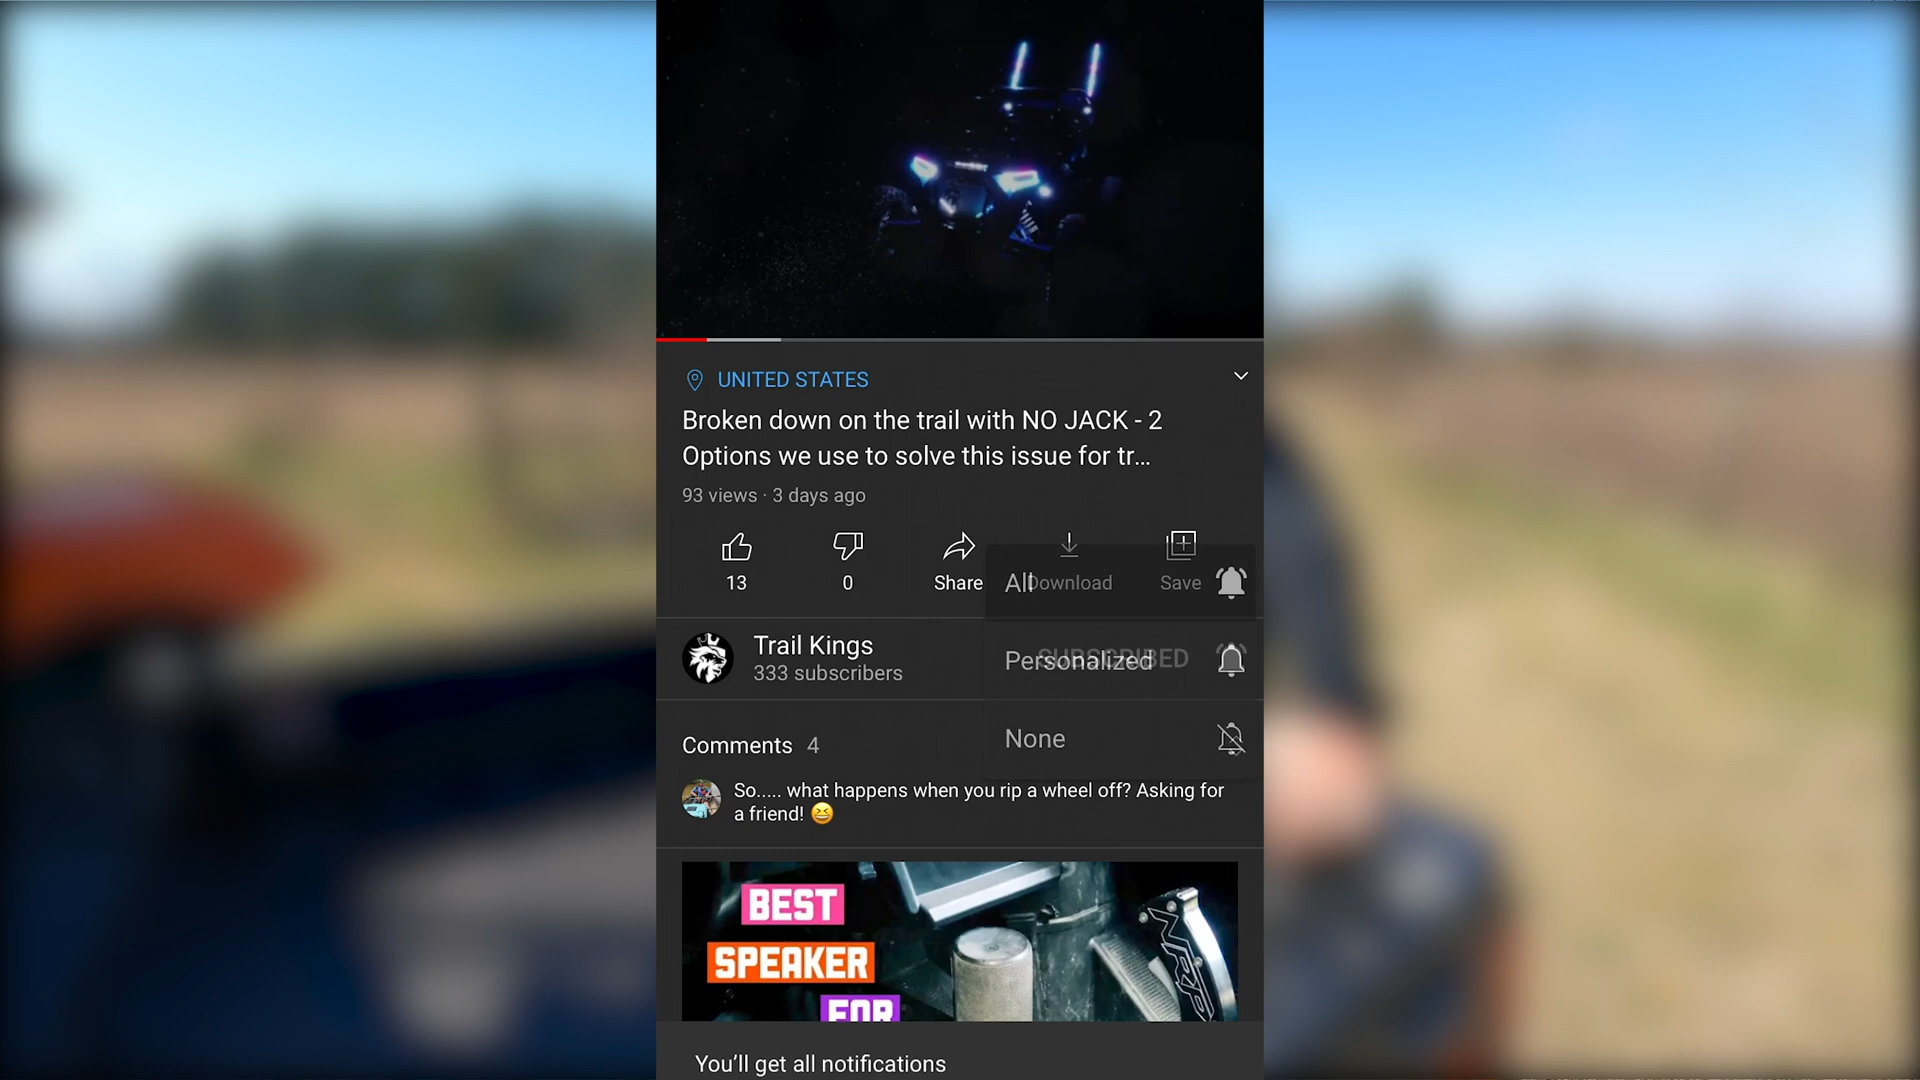 UNITED STATES
Broken down on the trail with NO JACK - 2
Options we use to solve this issue for tr...
93 views · 3 days ago
13
0
Share
Download
Save
All
Trail Kings
333 subscribers
SUBSCRIBED
Personalized
None
Comments 4
So..... what happens when you rip a wheel off? Asking for
a friend! 😆
BEST
SPEAKER
FOR
You'll get all notifications